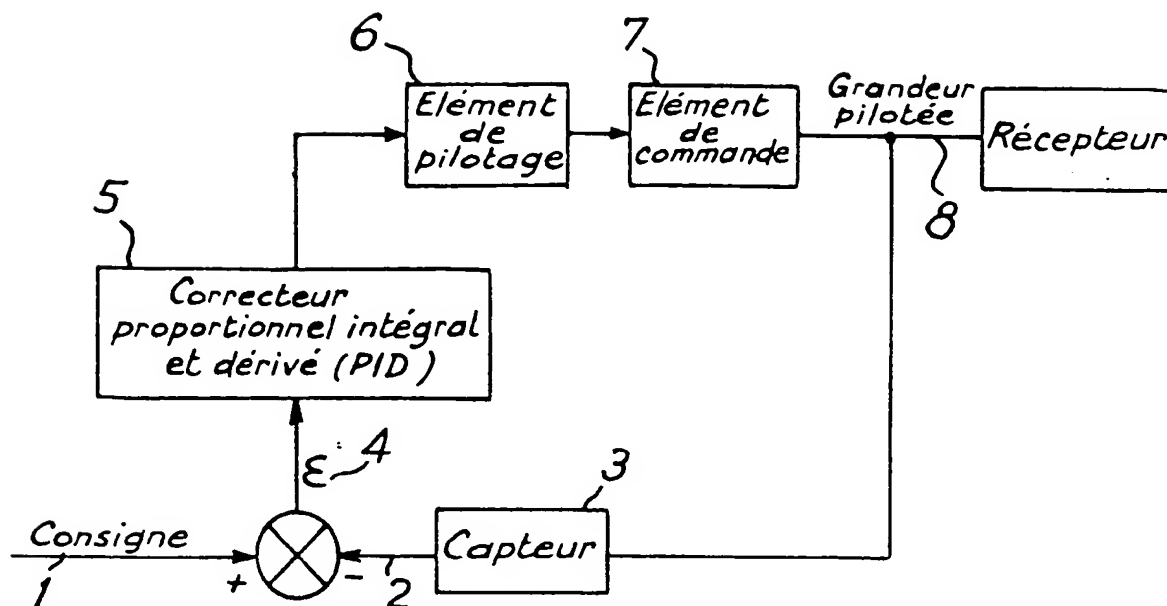 6
7
Elément
de
pilotage
Elément
de
commande
Grandeur
pilotée
8
Récepteur
5
Correcteur
proportionnel intégral
et dérivé (PID)
ε 4
3
Capteur
Consigne
1
+
-
2